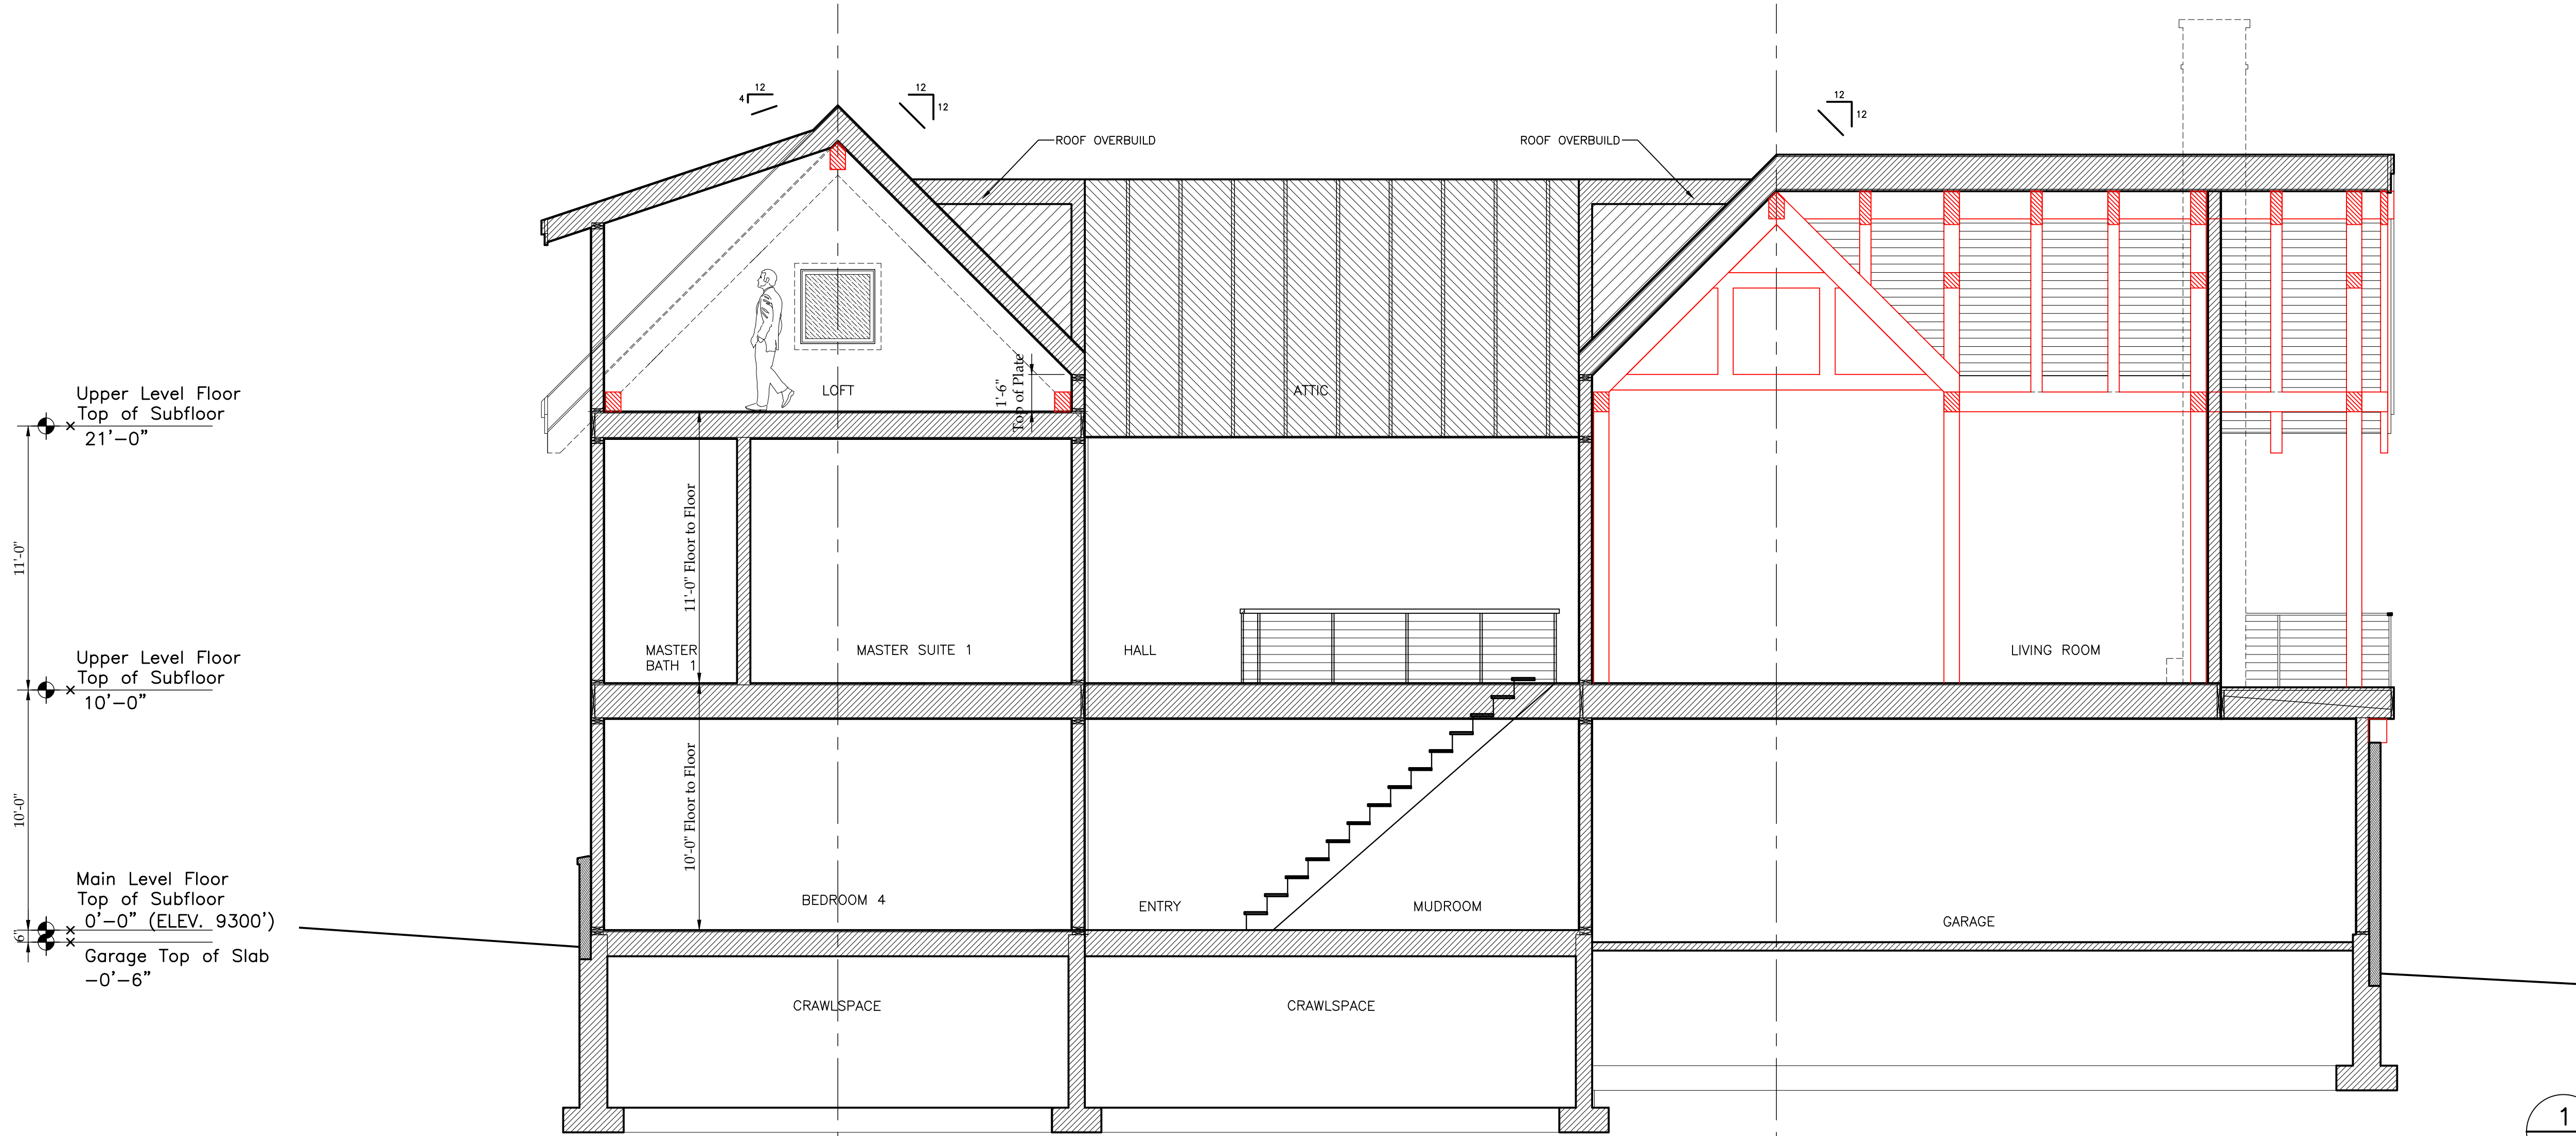 12
4
12
12
12
12
ROOF OVERBUILD
ROOF OVERBUILD
Upper Level Floor
Top of Subfloor
21'-0"
LOFT
1'-6"
Top of Plate
ATTIC
11'-0"
11'-0" Floor to Floor
Upper Level Floor
Top of Subfloor
10'-0"
MASTER
BATH 1
MASTER SUITE 1
HALL
LIVING ROOM
10'-0"
10'-0" Floor to Floor
Main Level Floor
Top of Subfloor
0'-0" (ELEV. 9300')
6"
Garage Top of Slab
-0'-6"
BEDROOM 4
ENTRY
MUDROOM
GARAGE
CRAWLSPACE
CRAWLSPACE
1